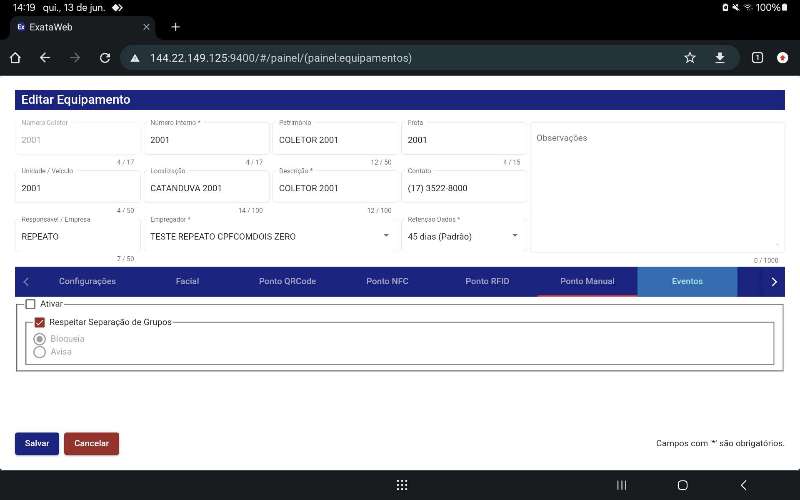 14:19 qui., 13 de jun.
100%
Ex ExataWeb
144.22.149.125:9400/#/painel/(painel:equipamentos)
1
Editar Equipamento
Número Coletor
2001
4 / 17
Número Interno *
2001
4 / 17
Patrimônio
COLETOR 2001
12 / 50
Frota
2001
4 / 15
Observações
0 / 1000
Unidade / Veículo
2001
4 / 50
Localização
CATANDUVA 2001
14 / 100
Descrição *
COLETOR 2001
12 / 100
Contato
(17) 3522-8000
Responsável / Empresa
REPEATO
7 / 50
Empregador *
TESTE REPEATO CPFCOMDOIS ZERO
Retenção Dados *
45 dias (Padrão)
Configurações Facial Ponto QRCode Ponto NFC Ponto RFID Ponto Manual Eventos
Ativar
Respeitar Separação de Grupos
Bloqueia
Avisa
Salvar Cancelar
Campos com '*' são obrigatórios.